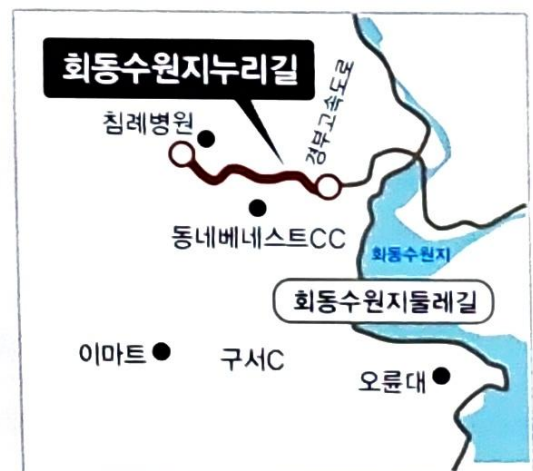 회동수원지누리길
경부고속도로
침례병원
동네베네스트CC
회동수원지
회동수원지둘레길
이마트
구서C
오륜대